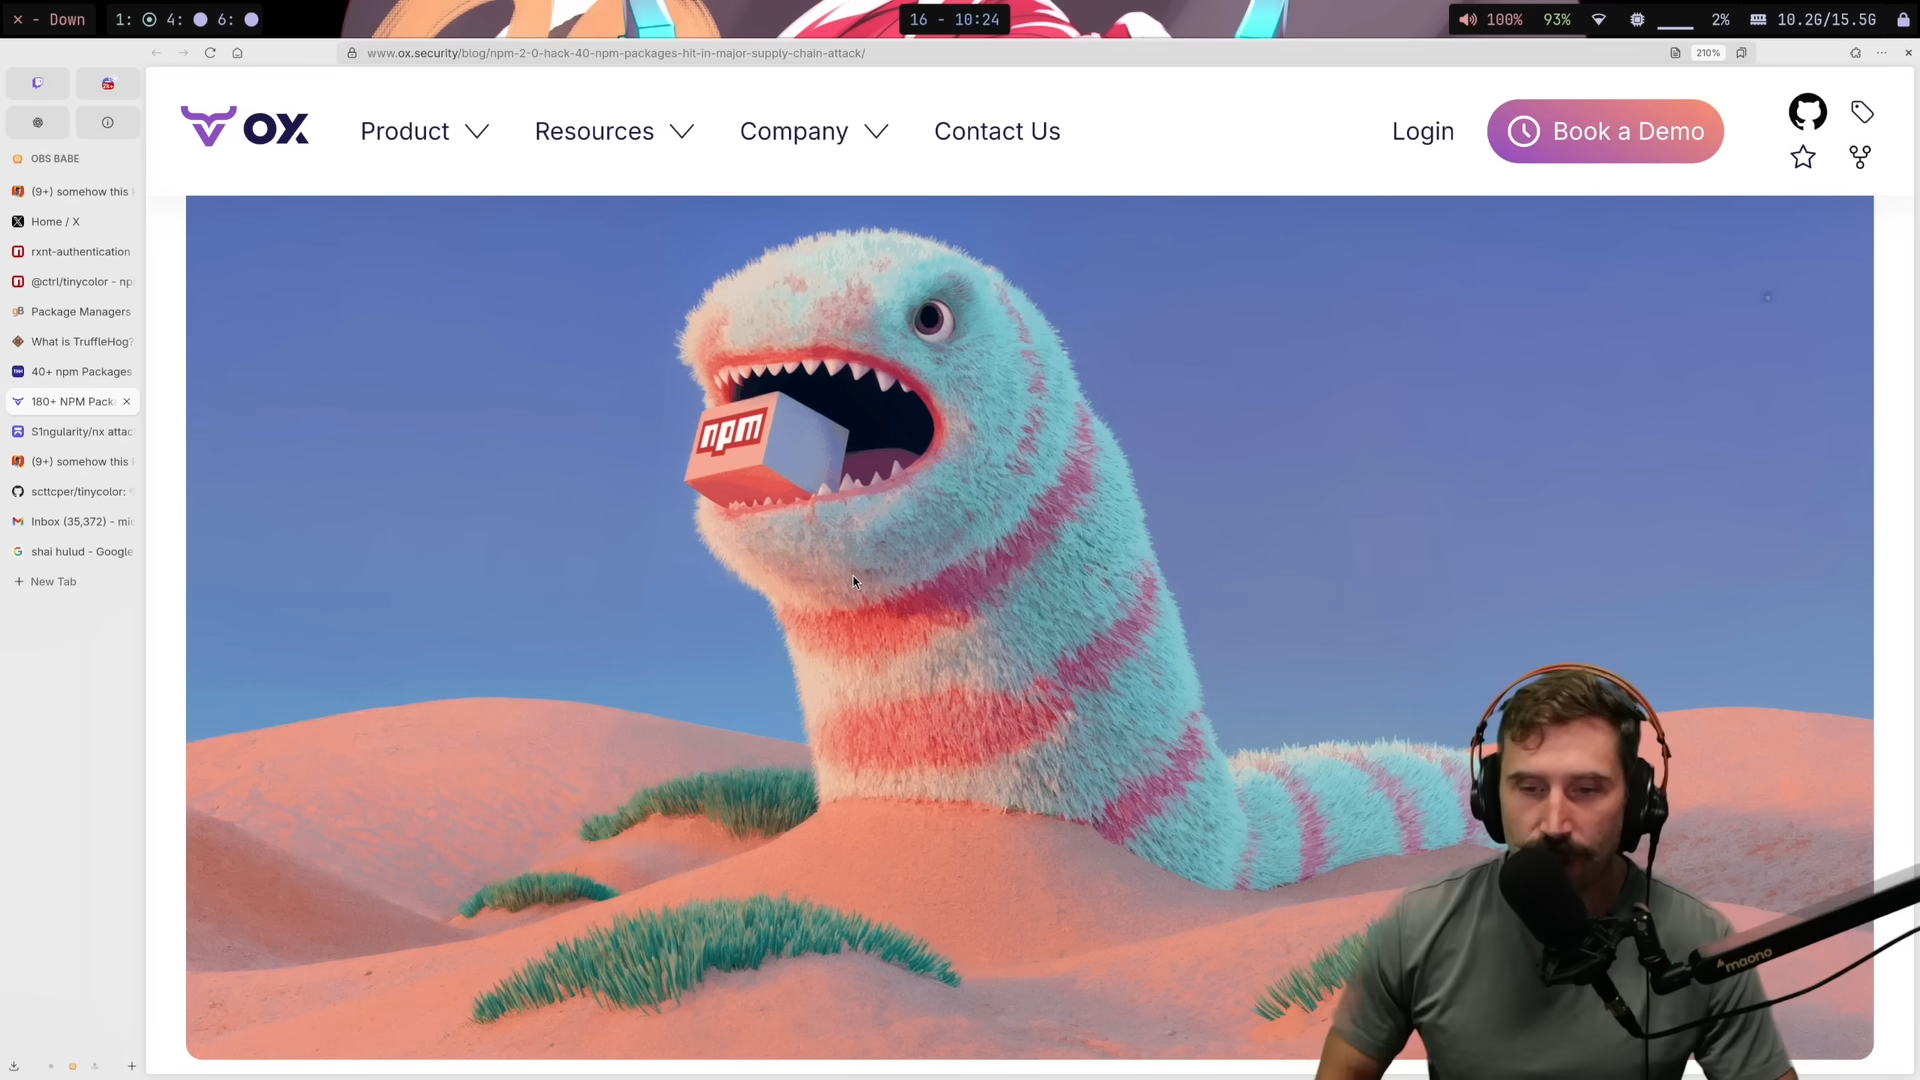 × - Down
1: 4: 6:
16 - 10:24
100% 93% 2% 10.2G/15.5G
www.ox.security/blog/npm-2-0-hack-40-npm-packages-hit-in-major-supply-chain-attack/
210%
OX
Product
Resources
Company
Contact Us
Login
Book a Demo
OBS BABE
(9+) somehow this
Home / X
rxnt-authentication
@ctrl/tinycolor - np
Package Managers
What is TruffleHog?
40+ npm Packages
180+ NPM Pack
S1ngularity/nx attac
(9+) somehow this
scttcper/tinycolor:
Inbox (35,372) - mic
shai hulud - Google
New Tab
npm
maono